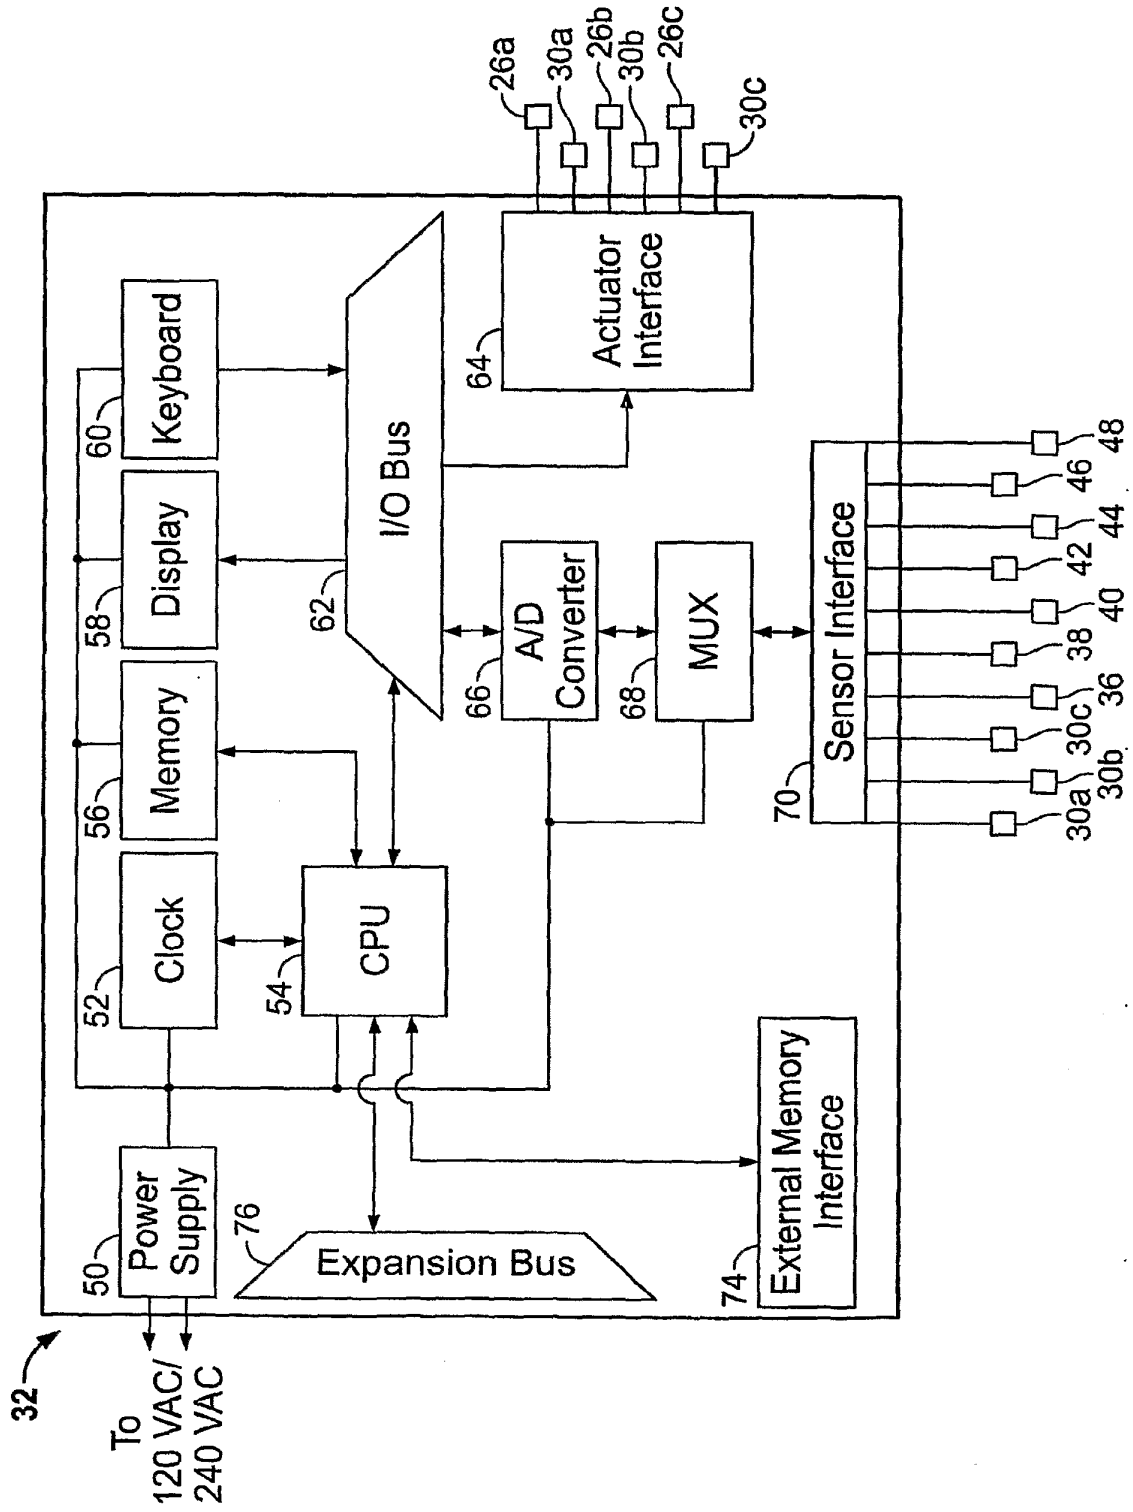 32
To
120 VAC/
240 VAC
50
Power
Supply
52
Clock
56
Memory
58
Display
60
Keyboard
76
Expansion Bus
54
CPU
62
I/O Bus
64
Actuator
Interface
26a
30a
26b
30b
26c
30c
66
A/D
Converter
68
MUX
74
External Memory
Interface
70
Sensor Interface
30a
30b
30c
36
38
40
42
44
46
48